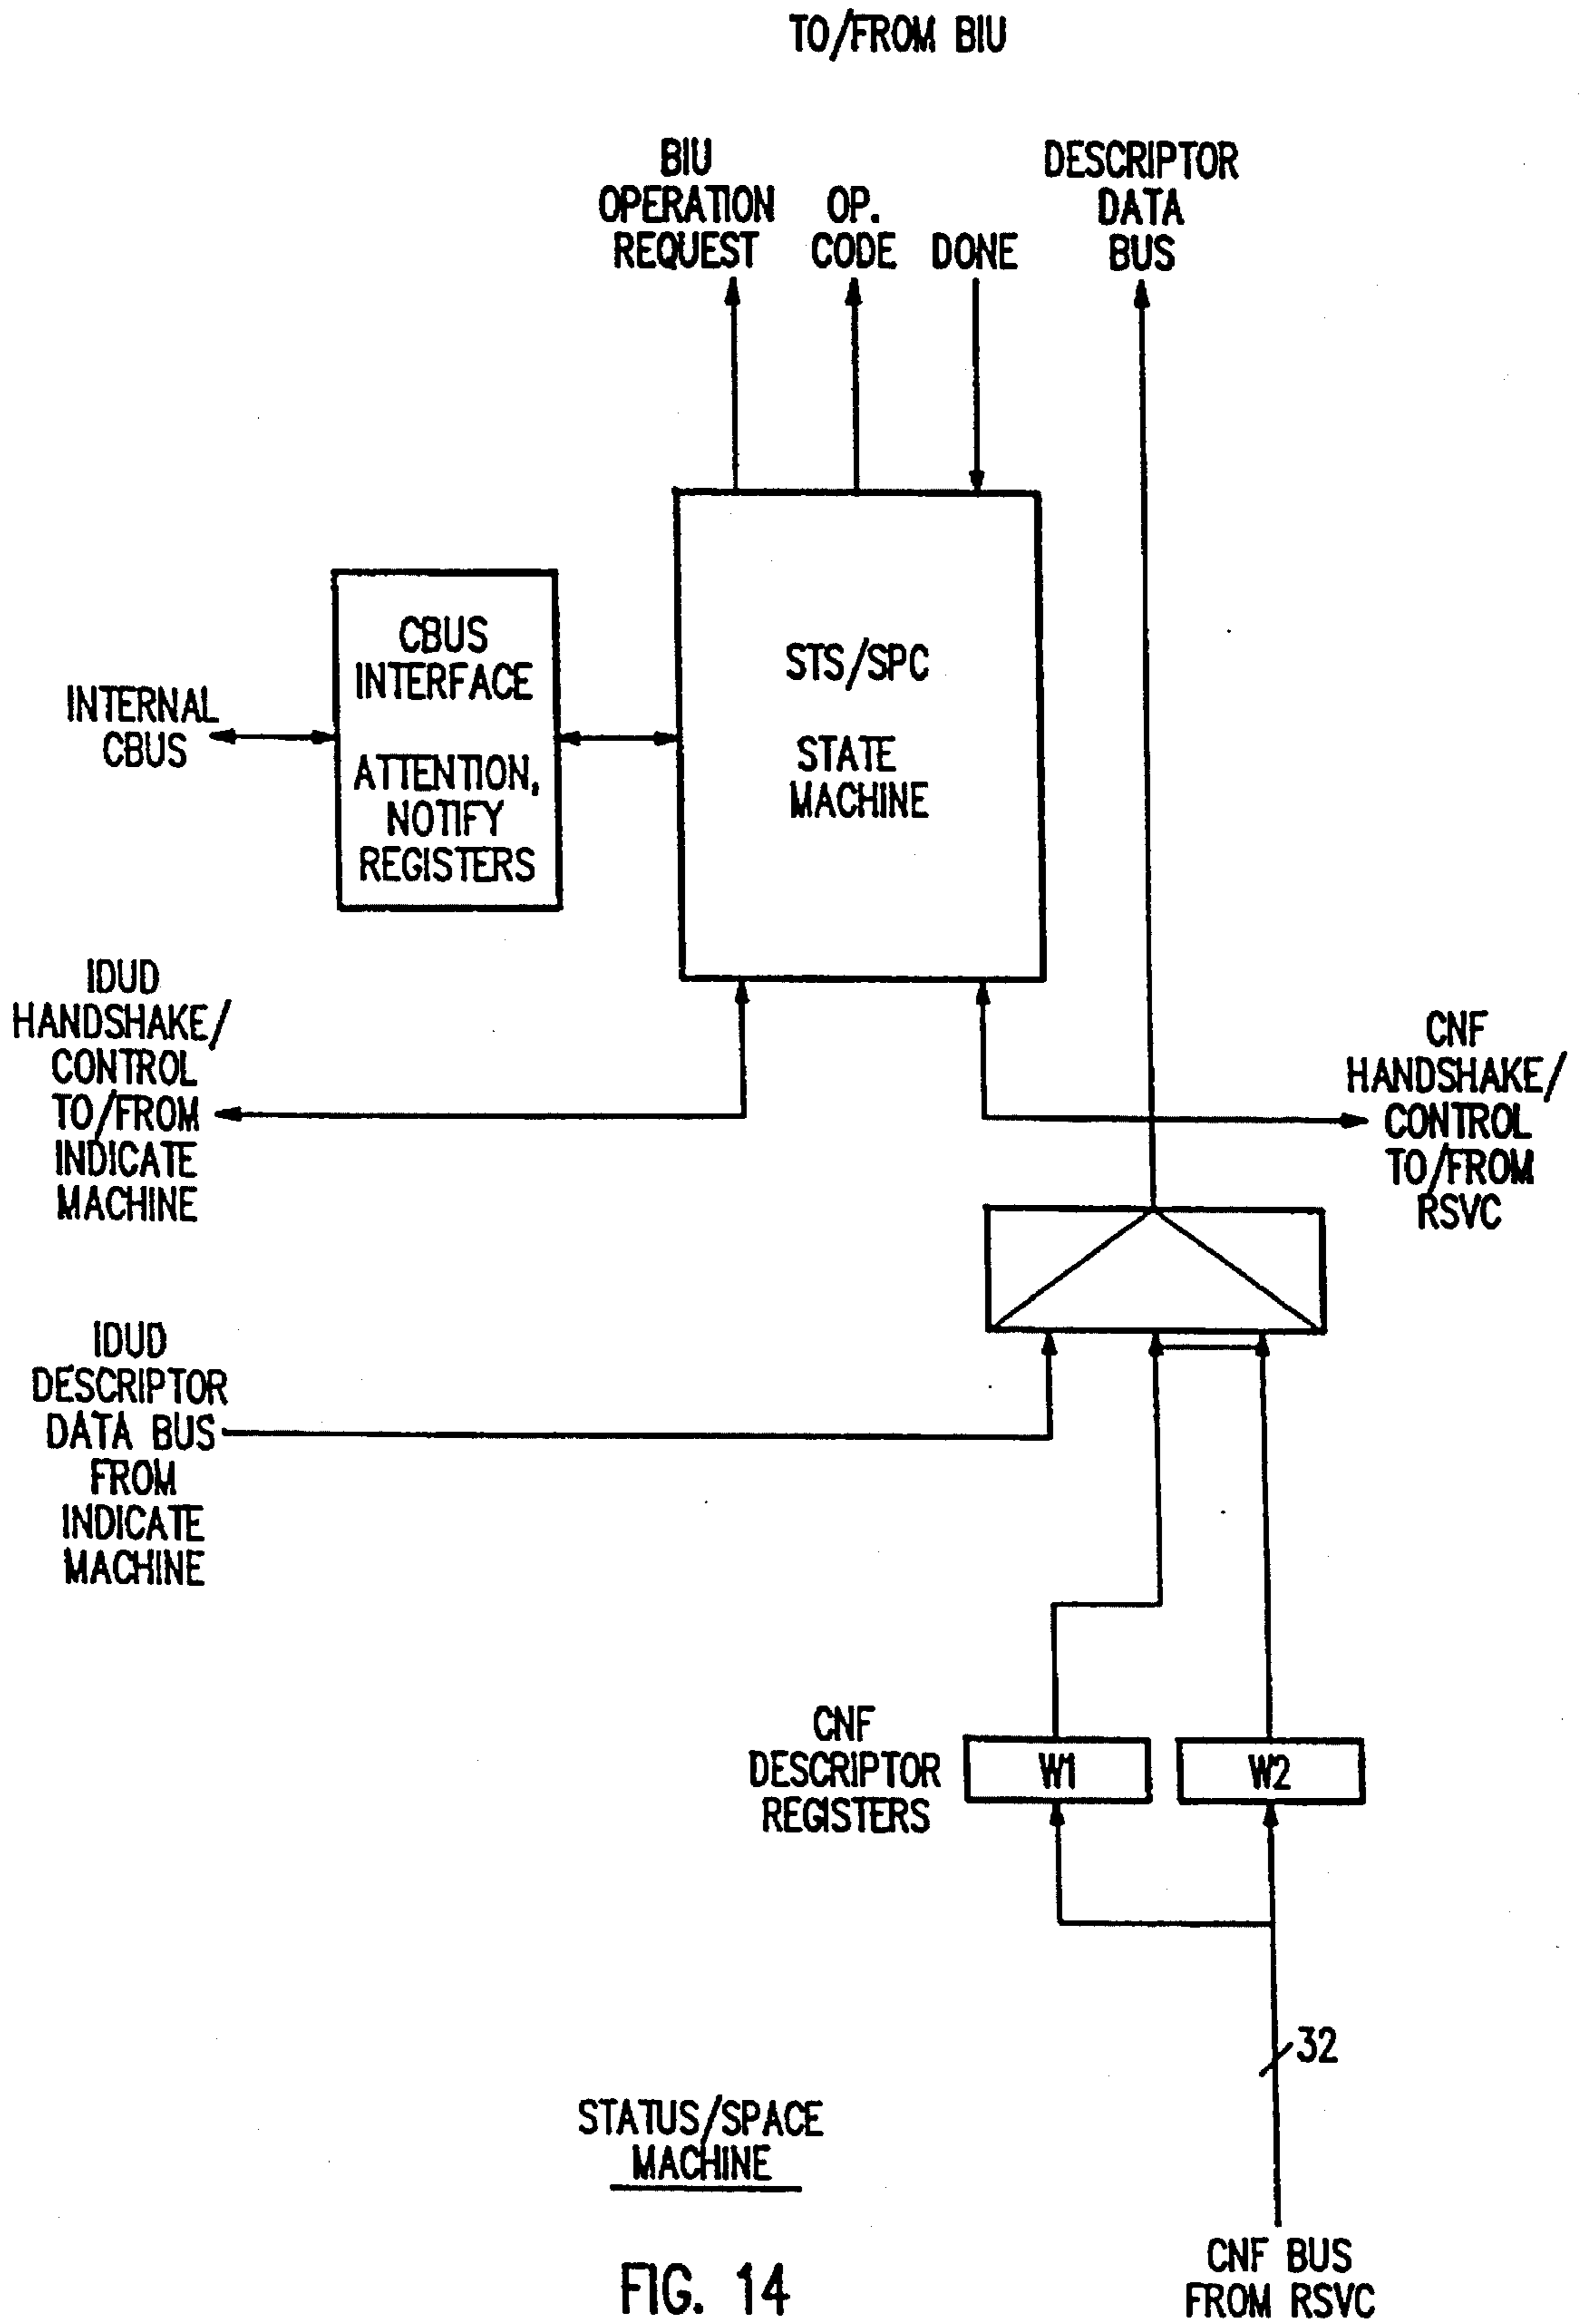 TO/FROM BIU
BIU
OPERATION
REQUEST
OP.
CODE
DONE
DESCRIPTOR
DATA
BUS
CBUS
INTERFACE
ATTENTION,
NOTIFY
REGISTERS
STS/SPC
STATE
MACHINE
INTERNAL
CBUS
IDUD
HANDSHAKE/
CONTROL
TO/FROM
INDICATE
MACHINE
CNF
HANDSHAKE/
CONTROL
TO/FROM
RSVC
IDUD
DESCRIPTOR
DATA BUS
FROM
INDICATE
MACHINE
CNF
DESCRIPTOR
REGISTERS
W1
W2
32
STATUS/SPACE
MACHINE
CNF BUS
FROM RSVC
FIG. 14